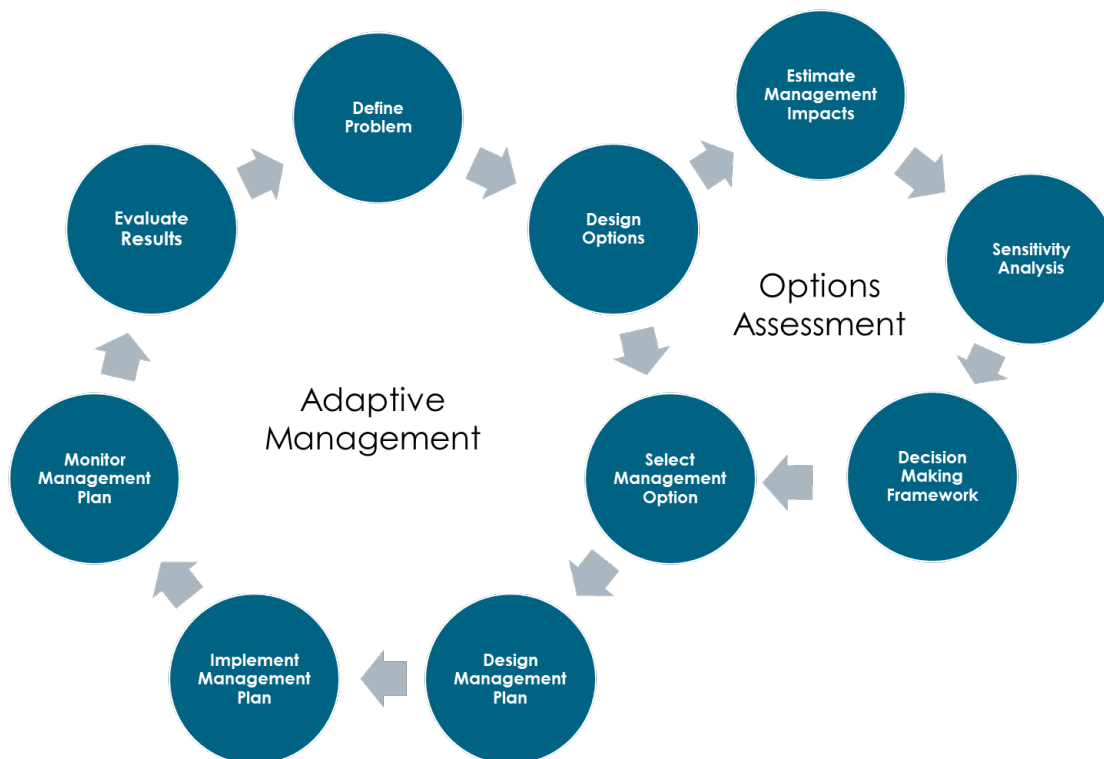 Define
Problem
Design
Options
Estimate
Management
Impacts
Sensitivity
Analysis
Decision
Making
Framework
Options
Assessment
Select
Management
Option
Design
Management
Plan
Implement
Management
Plan
Monitor
Management
Plan
Evaluate
Results
Adaptive
Management